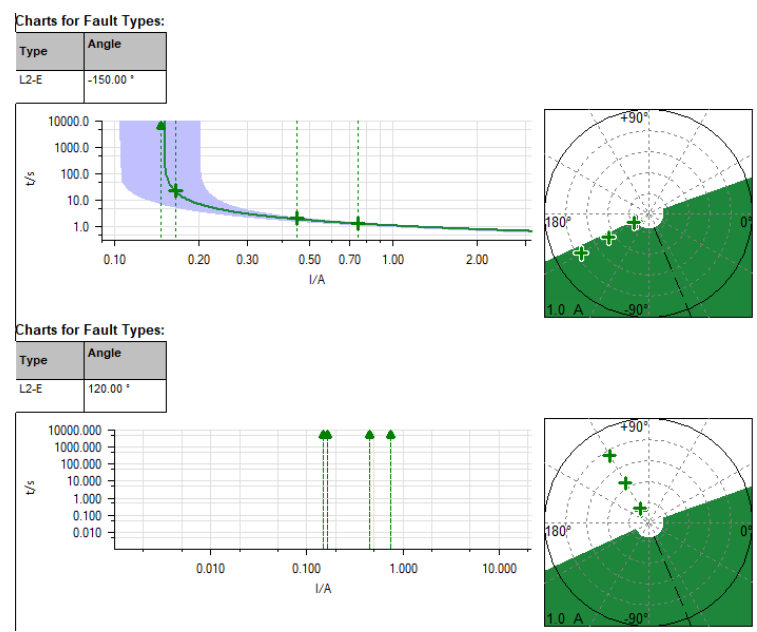 Charts for Fault Types:
Type Angle
L2-E -150.00 °
10000.0
1000.0
100.0
10.0
1.0
t/s
0.10 0.20 0.30 0.50 0.70 1.00 2.00
I/A
+90°
180° 0°
1.0 A -90°
Charts for Fault Types:
Type Angle
L2-E 120.00 °
10000.000
1000.000
100.000
10.000
1.000
0.100
0.010
t/s
0.010 0.100 1.000 10.000
I/A
+90°
180° 0°
1.0 A -90°